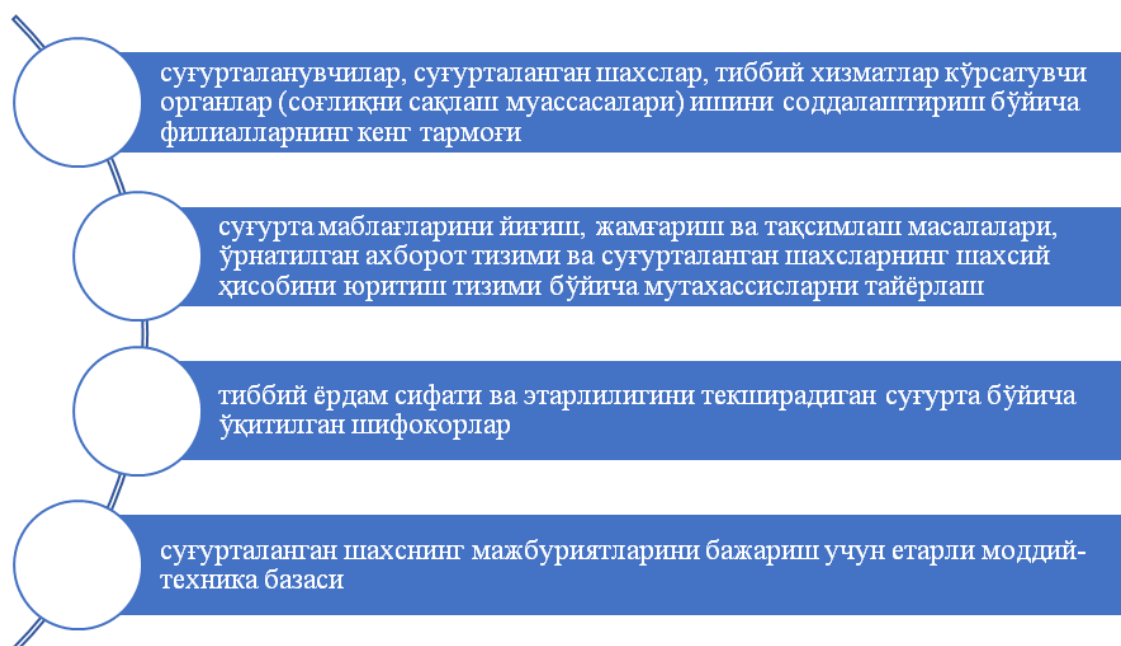 суғурталанувчилар, суғурталанган шахслар, тиббий хизматлар кўрсатувчи
органлар (соғлиқни сақлаш муассасалари) ишини соддалаштириш бўйича
филиалларнинг кенг тармоғи
суғурта маблағларини йиғиш, жамғариш ва тақсимлаш масалалари,
ўрнатилган ахборот тизими ва суғурталанган шахсларнинг шахсий
ҳисобини юритиш тизими бўйича мутахассисларни тайёрлаш
тиббий ёрдам сифати ва этарлилигини текширадиган суғурта бўйича
ўқитилган шифокорлар
суғурталанган шахснинг мажбуриятларини бажариш учун етарли моддий-
техника базаси